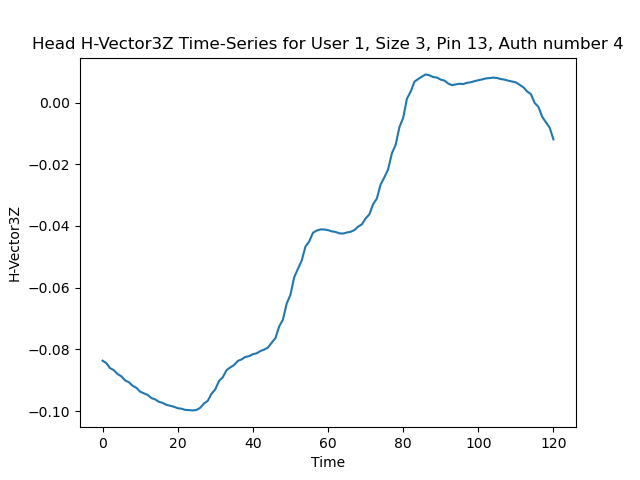 Head H-Vector3Z Time-Series for User 1, Size 3, Pin 13, Auth number 4
0.00
−0.02
−0.04
−0.06
−0.08
−0.10
H-Vector3Z
0 20 40 60 80 100 120
Time